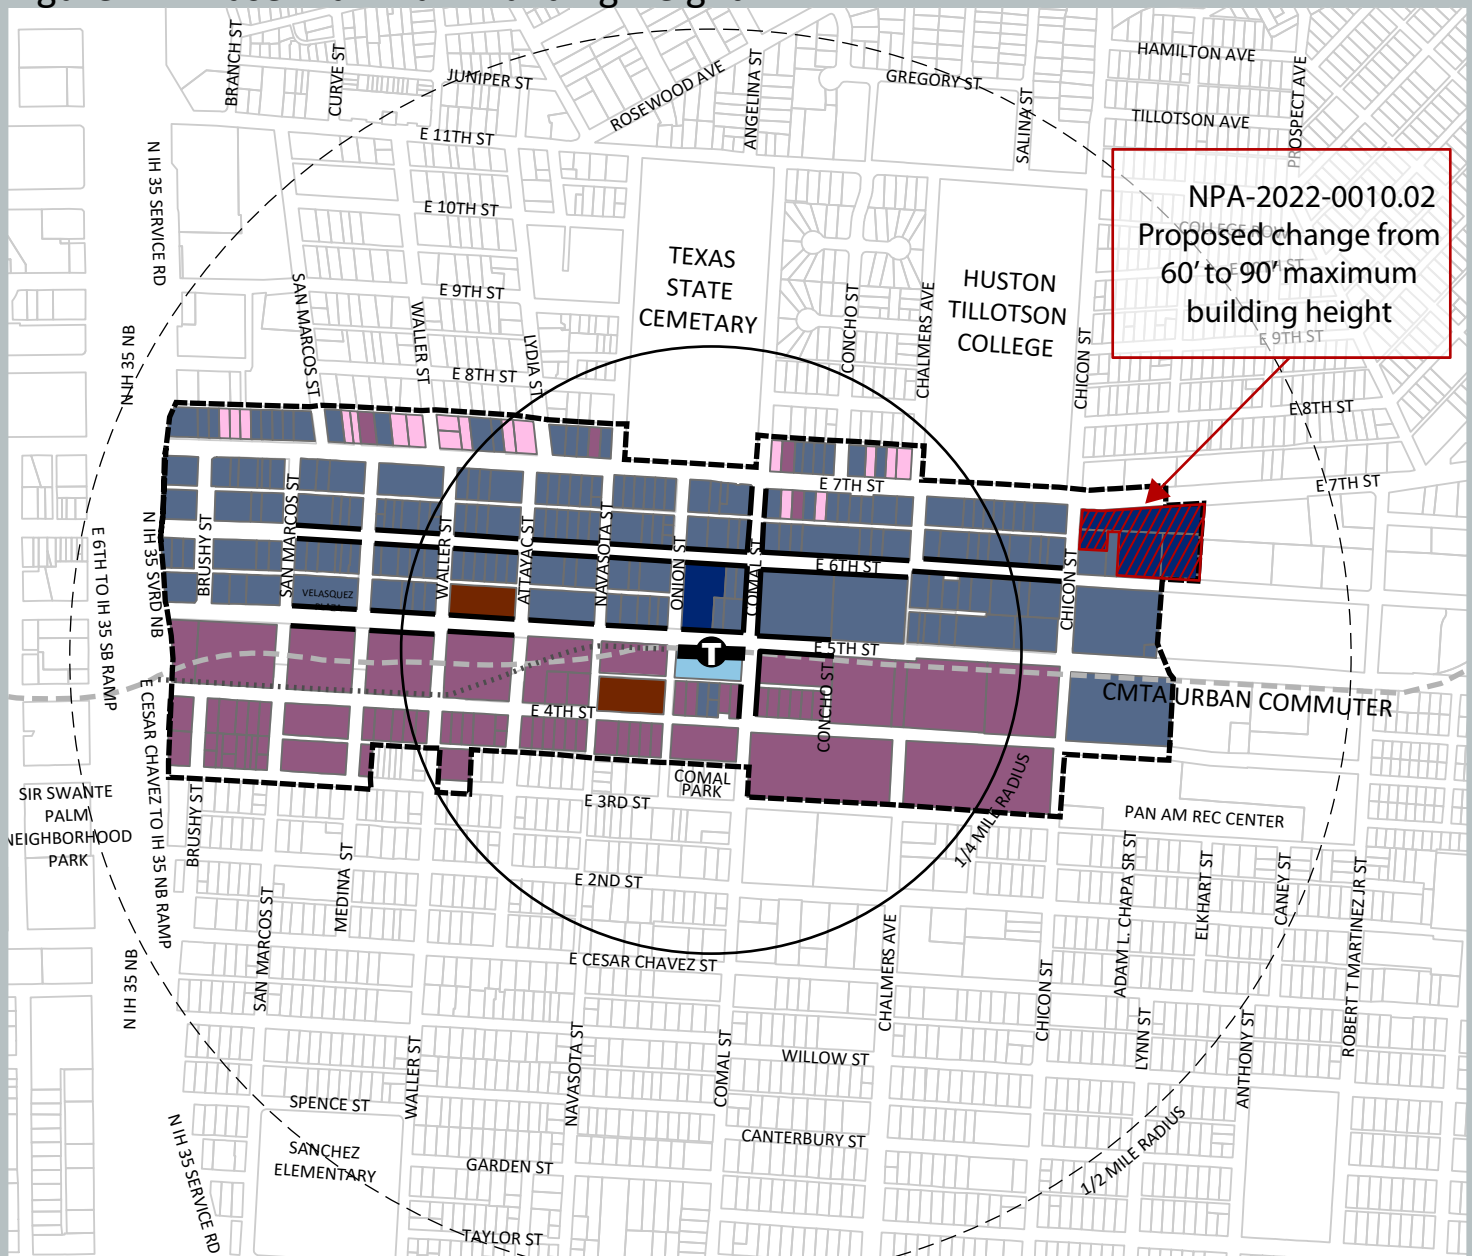 HAMILTON AVE
BRANCH ST
CURVE ST
JUNIPER ST
ROSEWOOD AVE
ANGELINA ST
GREGORY ST
SALINA ST
TILLOTSON AVE
PROSPECT AVE
E 11TH ST
N IH 35 SERVICE RD
E 10TH ST
NPA-2022-0010.02
Proposed change from
60’ to 90’ maximum
building height
COLLEGE ROW
E 10TH ST
E 9TH ST
TEXAS
STATE
CEMETARY
HUSTON
TILLOTSON
COLLEGE
E 9TH ST
SAN MARCOS ST
WALLER ST
LYDIA ST
CONCHO ST
CHALMERS AVE
CHICON ST
N IH 35 NB
E 8TH ST
E 8TH ST
E 7TH ST
E 7TH ST
E 6TH TO IH 35 SB RAMP
N IH 35 SVRD NB
BRUSHY ST
SAN MARCOS ST
VELASQUEZ
WALLER ST
ATTAYAC ST
NAVASOTA ST
ONION ST
COMAL ST
E 6TH ST
CHICON ST
T
E 5TH ST
CONCHO ST
E 4TH ST
CMTA URBAN COMMUTER
E CESAR CHAVEZ TO IH 35 NB RAMP
COMAL
PARK
E 3RD ST
1/4 MILE RADIUS
PAN AM REC CENTER
SIR SWANTE
PALM
NEIGHBORHOOD
PARK
BRUSHY ST
MEDINA ST
SAN MARCOS ST
E 2ND ST
ADAM L. CHAPA SR ST
ELKHART ST
CANEY ST
ROBERT T MARTINEZ JR ST
E CESAR CHAVEZ ST
CHALMERS AVE
CHICON ST
N IH 35 NB
WALLER ST
NAVASOTA ST
COMAL ST
WILLOW ST
LYNN ST
ANTHONY ST
SPENCE ST
CANTERBURY ST
1/2 MILE RADIUS
N IH 35 SERVICE RD
SANCHEZ
ELEMENTARY
GARDEN ST
TAYLOR ST